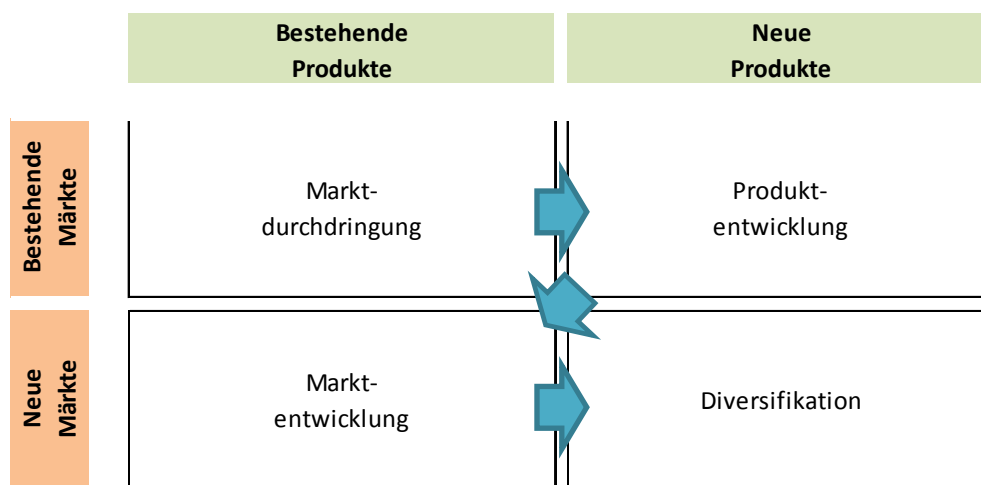 Bestehende
Produkte
Neue
Produkte
Bestehende
Märkte
Markt-
durchdringung
Produkt-
entwicklung
Neue
Märkte
Markt-
entwicklung
Diversifikation